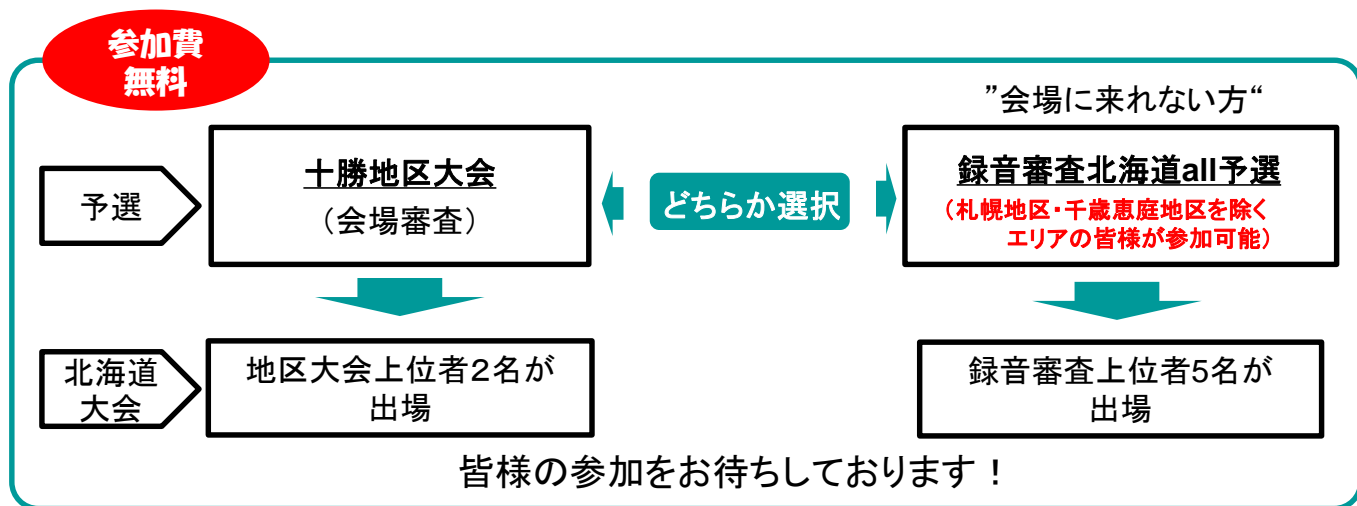 参加費
無料
”会場に来れない方“
予選
十勝地区大会
（会場審査）
どちらか選択
録音審査北海道all予選
（札幌地区・千歳恵庭地区を除く
エリアの皆様が参加可能）
北海道
大会
地区大会上位者2名が
出場
録音審査上位者5名が
出場
皆様の参加をお待ちしております！